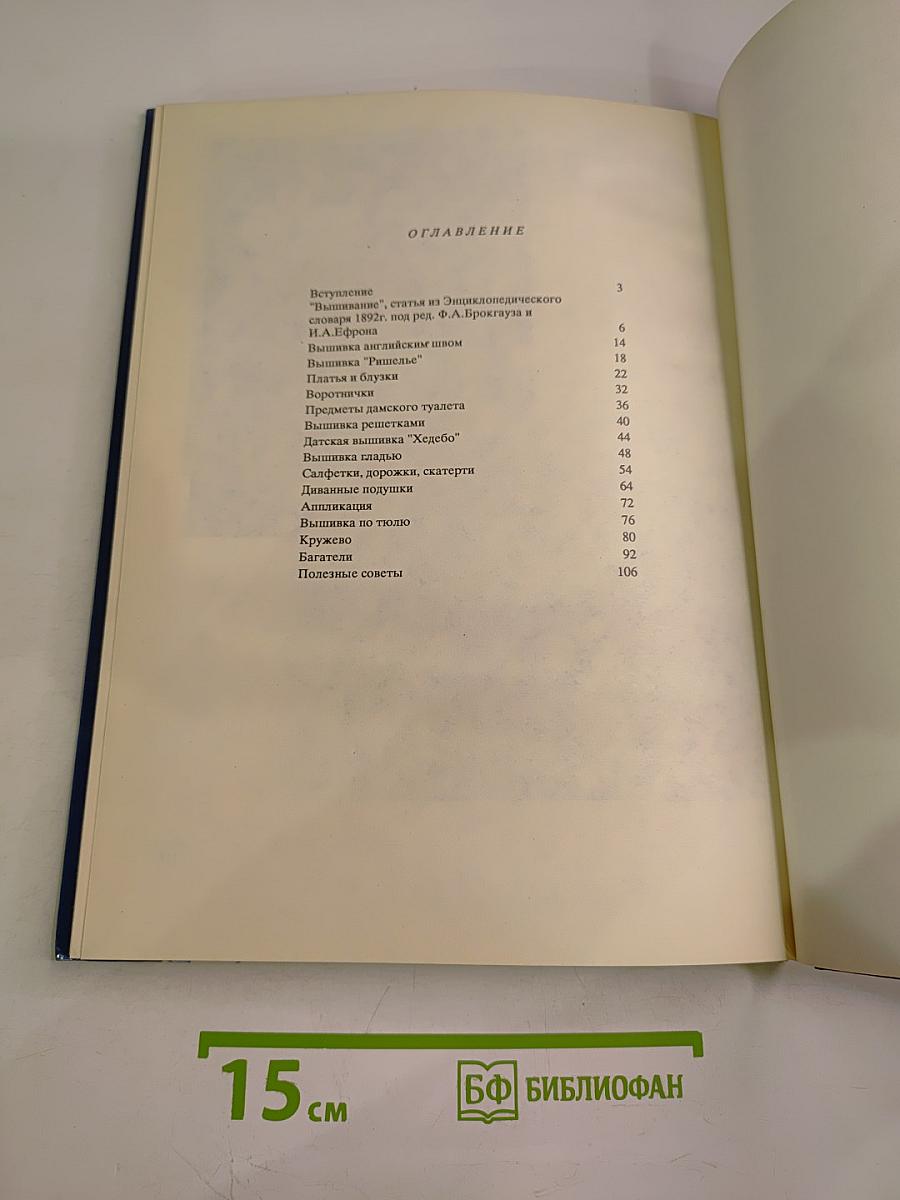 ОГЛАВЛЕНИЕ
Вступление 3
"Вышивание", статья из Энциклопедического
словаря 1892г. под ред. Ф.А.Брокгауза и
И.А.Ефрона 6
Вышивка английским швом 14
Вышивка "Ришелье" 18
Платья и блузки 22
Воротнички 32
Предметы дамского туалета 36
Вышивка решетками 40
Датская вышивка "Хедебо" 44
Вышивка гладью 48
Салфетки, дорожки, скатерти 54
Диванные подушки 64
Аппликация 72
Вышивка по тюлю 76
Кружево 80
Багатели 92
Полезные советы 106
15 см
БФ БИБЛИОФАН